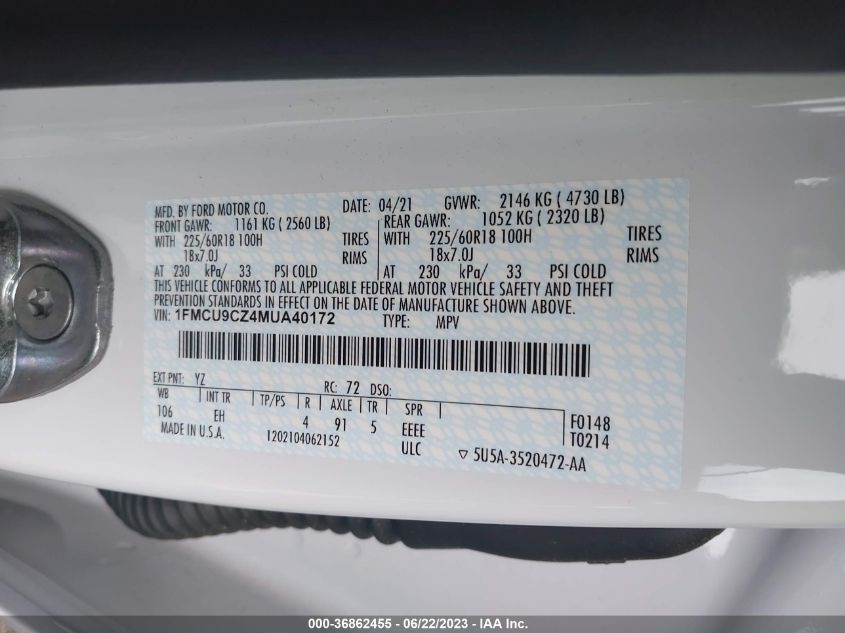 MFD. BY FORD MOTOR CO. DATE: 04/21 GVWR: 2146 KG ( 4730 LB)
FRONT GAWR: 1161 KG ( 2560 LB) REAR GAWR: 1052 KG ( 2320 LB)
WITH 225/60R18 100H TIRES WITH 225/60R18 100H TIRES
18x7.0J RIMS 18x7.0J RIMS
AT 230 kPa/ 33 PSI COLD AT 230 kPa/ 33 PSI COLD
THIS VEHICLE CONFORMS TO ALL APPLICABLE FEDERAL MOTOR VEHICLE SAFETY AND THEFT
PREVENTION STANDARDS IN EFFECT ON THE DATE OF MANUFACTURE SHOWN ABOVE.
VIN: 1FMCU9CZ4MUA40172 TYPE: MPV
EXT PNT: YZ RC: 72 DSO:
WB INT TR TP/PS R AXLE TR SPR
106 EH 4 91 5 EEEE F0148
MADE IN U.S.A. 1202104062152 ULC T0214
5U5A-3520472-AA
000-36862455 - 06/22/2023 - IAA Inc.